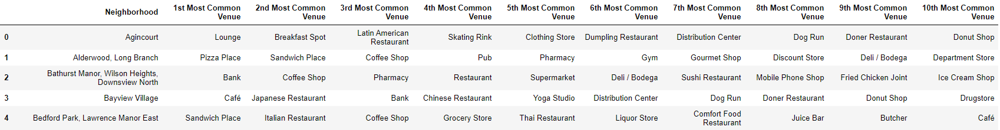 Neighborhood 1st Most Common Venue 2nd Most Common Venue 3rd Most Common Venue 4th Most Common Venue 5th Most Common Venue 6th Most Common Venue 7th Most Common Venue 8th Most Common Venue 9th Most Common Venue 10th Most Common Venue
0 Agincourt Lounge Breakfast Spot Latin American Restaurant Skating Rink Clothing Store Dumpling Restaurant Distribution Center Dog Run Doner Restaurant Donut Shop
1 Alderwood, Long Branch Pizza Place Sandwich Place Coffee Shop Pub Pharmacy Gym Gourmet Shop Discount Store Deli / Bodega Department Store
2 Bathurst Manor, Wilson Heights, Downsview North Bank Coffee Shop Pharmacy Restaurant Supermarket Deli / Bodega Sushi Restaurant Mobile Phone Shop Fried Chicken Joint Ice Cream Shop
3 Bayview Village Café Japanese Restaurant Bank Chinese Restaurant Yoga Studio Distribution Center Dog Run Doner Restaurant Donut Shop Drugstore
4 Bedford Park, Lawrence Manor East Sandwich Place Italian Restaurant Coffee Shop Grocery Store Thai Restaurant Liquor Store Comfort Food Restaurant Juice Bar Butcher Café